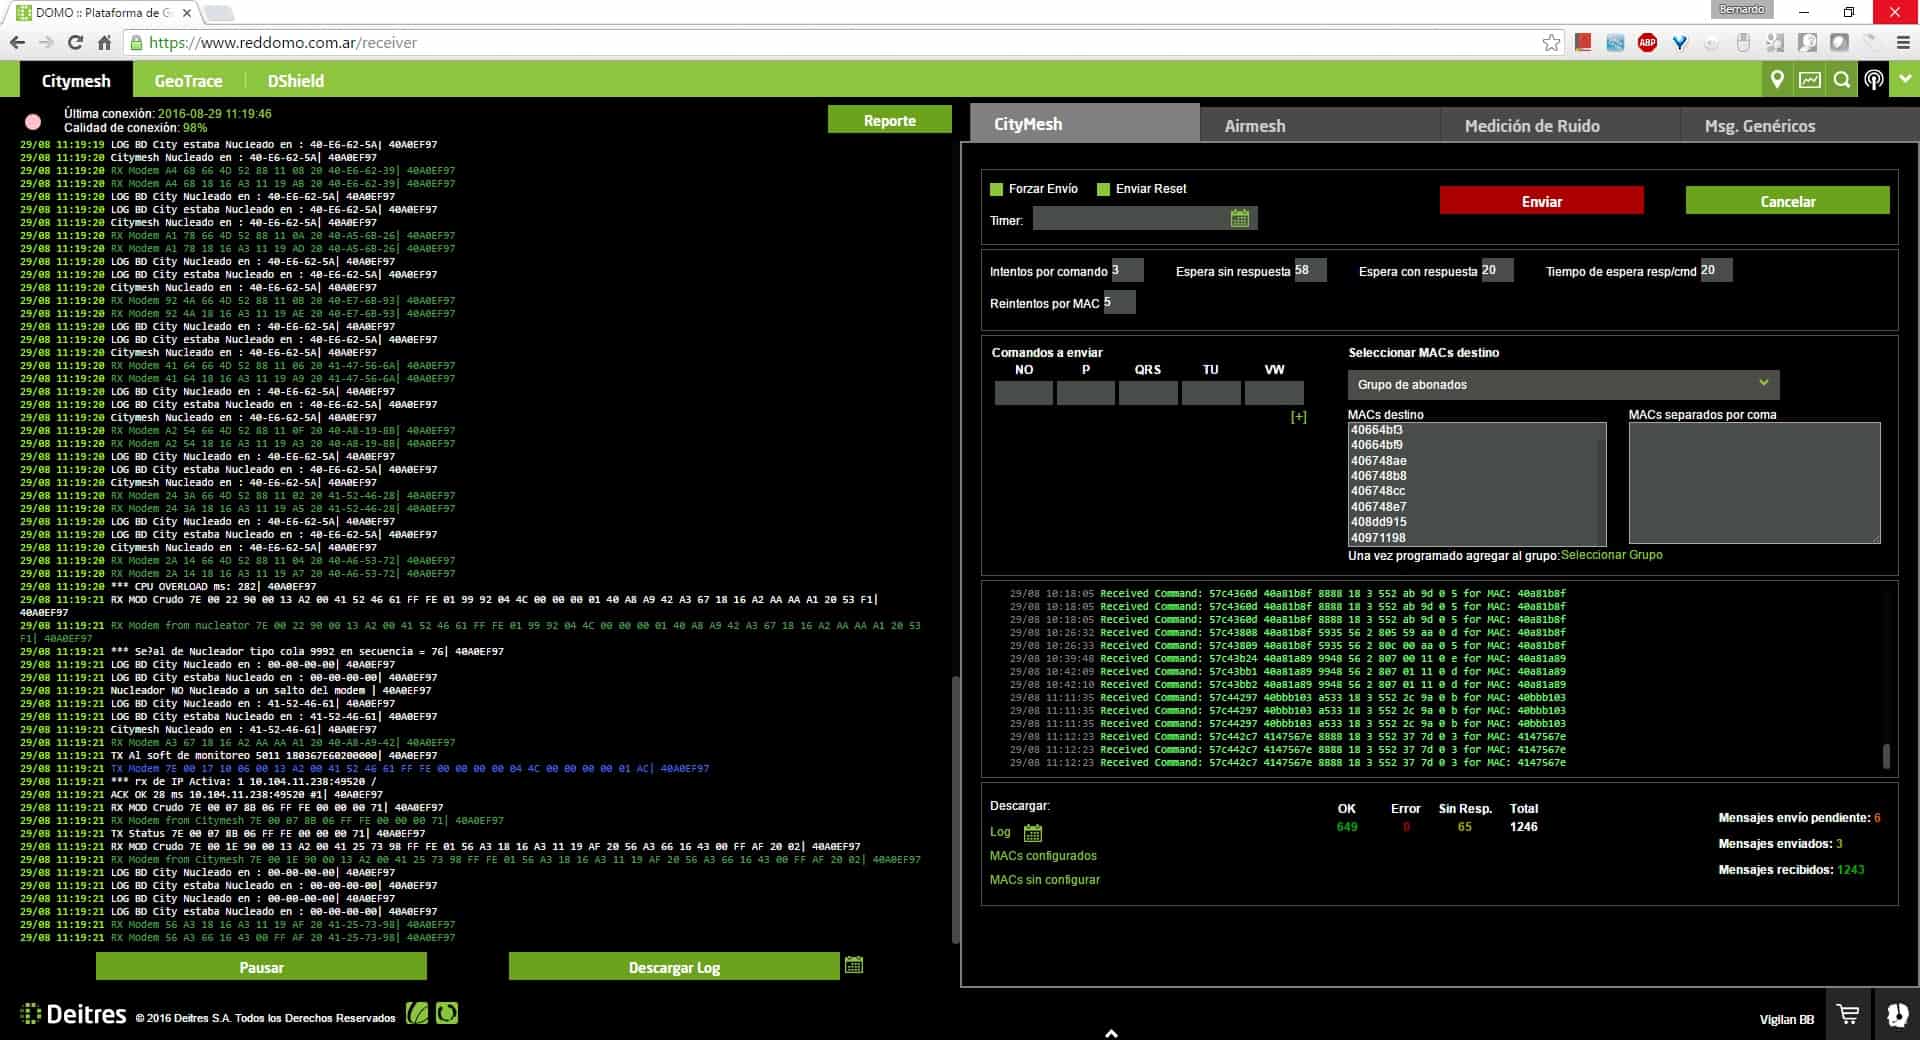 DOMO :: Plataforma de G
Bernardo
https://www.reddomo.com.ar/receiver
ABP
Citymesh
GeoTrace
DShield
Última conexión: 2016-08-29 11:19:46
Calidad de conexión: 98%
Reporte
29/08 11:19:19 LOG BD City estaba Nucleado en : 40-E6-62-5A| 40A0EF97
29/08 11:19:20 Citymesh Nucleado en : 40-E6-62-5A| 40A0EF97
29/08 11:19:20 RX Modem A4 68 66 4D 52 88 11 08 20 40-E6-62-39| 40A0EF97
29/08 11:19:20 RX Modem A4 68 18 16 A3 11 19 AB 20 40-E6-62-39| 40A0EF97
29/08 11:19:20 LOG BD City Nucleado en : 40-E6-62-5A| 40A0EF97
29/08 11:19:20 LOG BD City estaba Nucleado en : 40-E6-62-5A| 40A0EF97
29/08 11:19:20 Citymesh Nucleado en : 40-E6-62-5A| 40A0EF97
29/08 11:19:20 RX Modem A1 78 66 4D 52 88 11 0A 20 40-A5-6B-26| 40A0EF97
29/08 11:19:20 RX Modem A1 78 18 16 A3 11 19 AD 20 40-A5-6B-26| 40A0EF97
29/08 11:19:20 LOG BD City Nucleado en : 40-E6-62-5A| 40A0EF97
29/08 11:19:20 LOG BD City estaba Nucleado en : 40-E6-62-5A| 40A0EF97
29/08 11:19:20 Citymesh Nucleado en : 40-E6-62-5A| 40A0EF97
29/08 11:19:20 RX Modem 92 4A 66 4D 52 88 11 0B 20 40-E7-6B-93| 40A0EF97
29/08 11:19:20 RX Modem 92 4A 18 16 A3 11 19 AE 20 40-E7-6B-93| 40A0EF97
29/08 11:19:20 LOG BD City Nucleado en : 40-E6-62-5A| 40A0EF97
29/08 11:19:20 LOG BD City estaba Nucleado en : 40-E6-62-5A| 40A0EF97
29/08 11:19:20 Citymesh Nucleado en : 40-E6-62-5A| 40A0EF97
29/08 11:19:20 RX Modem 41 64 66 4D 52 88 11 06 20 41-47-56-6A| 40A0EF97
29/08 11:19:20 RX Modem 41 64 18 16 A3 11 19 A9 20 41-47-56-6A| 40A0EF97
29/08 11:19:20 LOG BD City Nucleado en : 40-E6-62-5A| 40A0EF97
29/08 11:19:20 LOG BD City estaba Nucleado en : 40-E6-62-5A| 40A0EF97
29/08 11:19:20 Citymesh Nucleado en : 40-E6-62-5A| 40A0EF97
29/08 11:19:20 RX Modem A2 54 66 4D 52 88 11 0F 20 40-A8-19-8B| 40A0EF97
29/08 11:19:20 RX Modem A2 54 18 16 A3 11 19 A3 20 40-A8-19-8B| 40A0EF97
29/08 11:19:20 LOG BD City Nucleado en : 40-E6-62-5A| 40A0EF97
29/08 11:19:20 LOG BD City estaba Nucleado en : 40-E6-62-5A| 40A0EF97
29/08 11:19:20 Citymesh Nucleado en : 40-E6-62-5A| 40A0EF97
29/08 11:19:20 RX Modem 24 3A 66 4D 52 88 11 02 20 41-52-46-28| 40A0EF97
29/08 11:19:20 RX Modem 24 3A 18 16 A3 11 19 A5 20 41-52-46-28| 40A0EF97
29/08 11:19:20 LOG BD City Nucleado en : 40-E6-62-5A| 40A0EF97
29/08 11:19:20 LOG BD City estaba Nucleado en : 40-E6-62-5A| 40A0EF97
29/08 11:19:20 Citymesh Nucleado en : 40-E6-62-5A| 40A0EF97
29/08 11:19:20 RX Modem 2A 14 66 4D 52 88 11 04 20 40-A6-53-72| 40A0EF97
29/08 11:19:20 RX Modem 2A 14 18 16 A3 11 19 A7 20 40-A6-53-72| 40A0EF97
29/08 11:19:20 *** CPU OVERLOAD ms: 282| 40A0EF97
29/08 11:19:21 RX MOD Crudo 7E 00 22 90 00 13 A2 00 41 52 46 61 FF FE 01 99 92 04 4C 00 00 00 01 40 A8 A9 42 A3 67 18 16 A2 AA AA A1 20 53 F1|
40A0EF97
29/08 11:19:21 RX Modem from nucleator 7E 00 22 90 00 13 A2 00 41 52 46 61 FF FE 01 99 92 04 4C 00 00 00 01 40 A8 A9 42 A3 67 18 16 A2 AA AA A1 20 53
F1| 40A0EF97
29/08 11:19:21 *** Se?al de Nucleador tipo cola 9992 en secuencia = 76| 40A0EF97
29/08 11:19:21 LOG BD City Nucleado en : 00-00-00-00| 40A0EF97
29/08 11:19:21 LOG BD City estaba Nucleado en : 00-00-00-00| 40A0EF97
29/08 11:19:21 Nucleador NO Nucleado a un salto del modem | 40A0EF97
29/08 11:19:21 LOG BD City Nucleado en : 41-52-46-61| 40A0EF97
29/08 11:19:21 LOG BD City estaba Nucleado en : 41-52-46-61| 40A0EF97
29/08 11:19:21 Citymesh Nucleado en : 41-52-46-61| 40A0EF97
29/08 11:19:21 RX Modem A3 67 18 16 A2 AA AA A1 20 40-A8-A9-42| 40A0EF97
29/08 11:19:21 TX Al soft de monitoreo 5011 180367E60200000| 40A0EF97
29/08 11:19:21 TX Modem 7E 00 17 10 06 00 13 A2 00 41 52 46 61 FF FE 00 00 00 00 04 4C 00 00 00 00 01 AC| 40A0EF97
29/08 11:19:21 *** rx de IP Activa: 1 10.104.11.238:49520 /
29/08 11:19:21 ACK OK 28 ms 10.104.11.238:49520 #1| 40A0EF97
29/08 11:19:21 RX MOD Crudo 7E 00 07 8B 06 FF FE 00 00 00 71| 40A0EF97
29/08 11:19:21 RX Modem from Citymesh 7E 00 07 8B 06 FF FE 00 00 00 71| 40A0EF97
29/08 11:19:21 TX Status 7E 00 07 8B 06 FF FE 00 00 00 71| 40A0EF97
29/08 11:19:21 RX MOD Crudo 7E 00 1E 90 00 13 A2 00 41 25 73 98 FF FE 01 56 A3 18 16 A3 11 19 AF 20 56 A3 66 16 43 00 FF AF 20 02| 40A0EF97
29/08 11:19:21 RX Modem from Citymesh 7E 00 1E 90 00 13 A2 00 41 25 73 98 FF FE 01 56 A3 18 16 A3 11 19 AF 20 56 A3 66 16 43 00 FF AF 20 02| 40A0EF97
29/08 11:19:21 LOG BD City Nucleado en : 00-00-00-00| 40A0EF97
29/08 11:19:21 LOG BD City estaba Nucleado en : 00-00-00-00| 40A0EF97
29/08 11:19:21 LOG BD City Nucleado en : 00-00-00-00| 40A0EF97
29/08 11:19:21 LOG BD City estaba Nucleado en : 00-00-00-00| 40A0EF97
29/08 11:19:21 RX Modem 56 A3 18 16 A3 11 19 AF 20 41-25-73-98| 40A0EF97
29/08 11:19:21 RX Modem 56 A3 66 16 43 00 FF AF 20 41-25-73-98| 40A0EF97
Pausar
Descargar Log
CityMesh
Airmesh
Medición de Ruido
Msg. Genéricos
Forzar Envío
Enviar Reset
Enviar
Cancelar
Timer:
Intentos por comando 3
Espera sin respuesta 58
Espera con respuesta 20
Tiempo de espera resp/cmd 20
Reintentos por MAC 5
Comandos a enviar
NO P QRS TU VW
[+]
Seleccionar MACs destino
Grupo de abonados
MACs destino
40664bf3
40664bf9
406748ae
406748b8
406748cc
406748e7
408dd915
40971198
MACs separados por coma
Una vez programado agregar al grupo: Seleccionar Grupo
29/08 10:18:05 Received Command: 57c4360d 40a81b8f 8888 18 3 552 ab 9d 0 5 for MAC: 40a81b8f
29/08 10:18:05 Received Command: 57c4360d 40a81b8f 8888 18 3 552 ab 9d 0 5 for MAC: 40a81b8f
29/08 10:18:05 Received Command: 57c4360d 40a81b8f 8888 18 3 552 ab 9d 0 5 for MAC: 40a81b8f
29/08 10:26:32 Received Command: 57c43808 40a81b8f 5935 56 2 805 59 aa 0 d for MAC: 40a81b8f
29/08 10:26:33 Received Command: 57c43809 40a81b8f 5935 56 2 80c 00 aa 0 5 for MAC: 40a81b8f
29/08 10:39:48 Received Command: 57c43b24 40a81a89 9948 56 2 807 00 11 0 e for MAC: 40a81a89
29/08 10:42:09 Received Command: 57c43bb1 40a81a89 9948 56 2 807 01 11 0 d for MAC: 40a81a89
29/08 10:42:10 Received Command: 57c43bb2 40a81a89 9948 56 2 807 01 11 0 d for MAC: 40a81a89
29/08 11:11:35 Received Command: 57c44297 40bbb103 a533 18 3 552 2c 9a 0 b for MAC: 40bbb103
29/08 11:11:35 Received Command: 57c44297 40bbb103 a533 18 3 552 2c 9a 0 b for MAC: 40bbb103
29/08 11:11:35 Received Command: 57c44297 40bbb103 a533 18 3 552 2c 9a 0 b for MAC: 40bbb103
29/08 11:12:23 Received Command: 57c442c7 4147567e 8888 18 3 552 37 7d 0 3 for MAC: 4147567e
29/08 11:12:23 Received Command: 57c442c7 4147567e 8888 18 3 552 37 7d 0 3 for MAC: 4147567e
29/08 11:12:23 Received Command: 57c442c7 4147567e 8888 18 3 552 37 7d 0 3 for MAC: 4147567e
Descargar:
Log
MACs configurados
MACs sin configurar
OK Error Sin Resp. Total
649 0 65 1246
Mensajes envío pendiente: 6
Mensajes enviados: 3
Mensajes recibidos: 1243
Deitres © 2016 Deitres S.A. Todos los Derechos Reservados
Vigilan BB